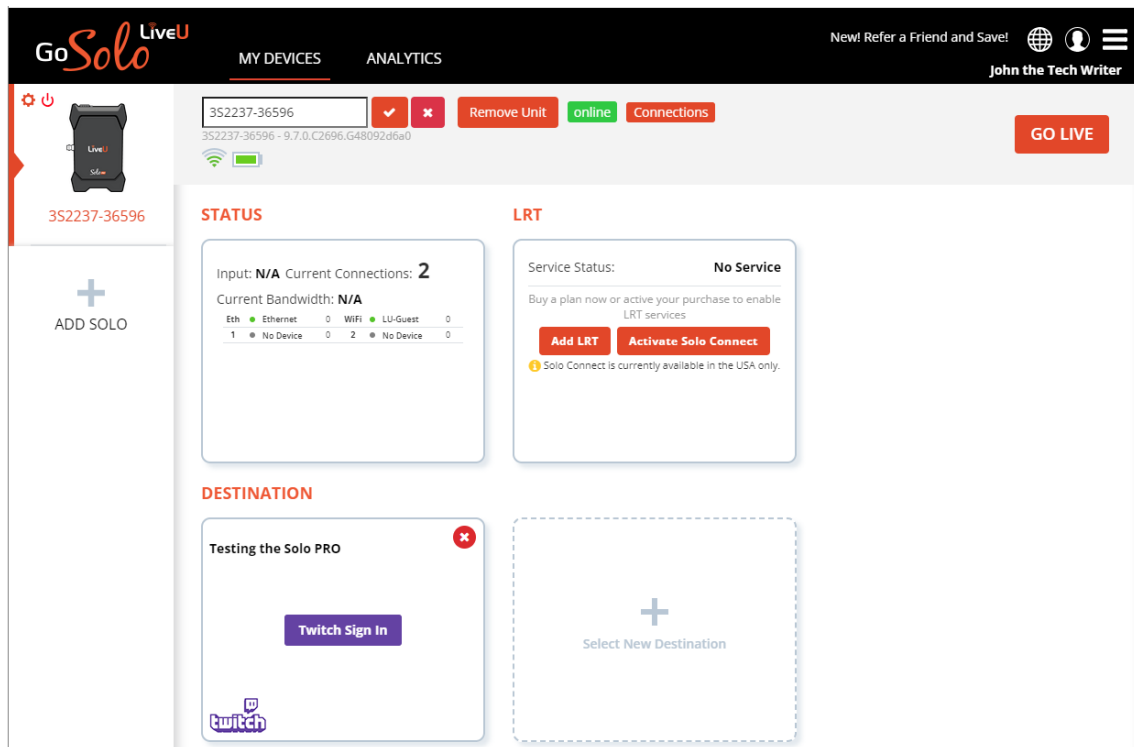 GoSolo LiveU
MY DEVICES ANALYTICS
New! Refer a Friend and Save!
John the Tech Writer
LiveU
Solo
3S2237-36596
ADD SOLO
3S2237-36596
Remove Unit online Connections
3S2237-36596 - 9.7.0.C2696.G48092d6a0
GO LIVE
STATUS
Input: N/A Current Connections: 2
Current Bandwidth: N/A
Eth Ethernet 0 WiFi LU-Guest 0
1 No Device 0 2 No Device 0
LRT
Service Status: No Service
Buy a plan now or active your purchase to enable
LRT services
Add LRT Activate Solo Connect
Solo Connect is currently available in the USA only.
DESTINATION
Testing the Solo PRO
Twitch Sign In
twitch
Select New Destination